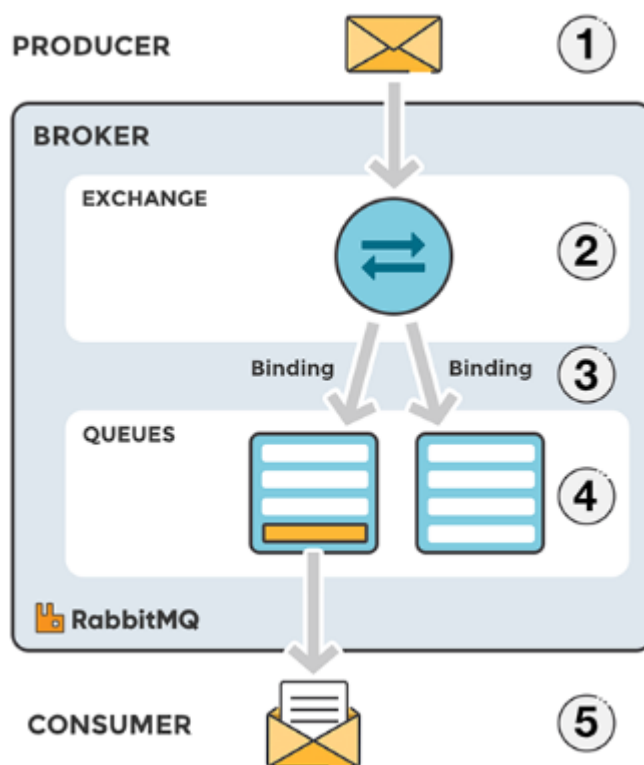 PRODUCER
1
BROKER
EXCHANGE
2
Binding Binding
3
QUEUES
4
RabbitMQ
CONSUMER
5